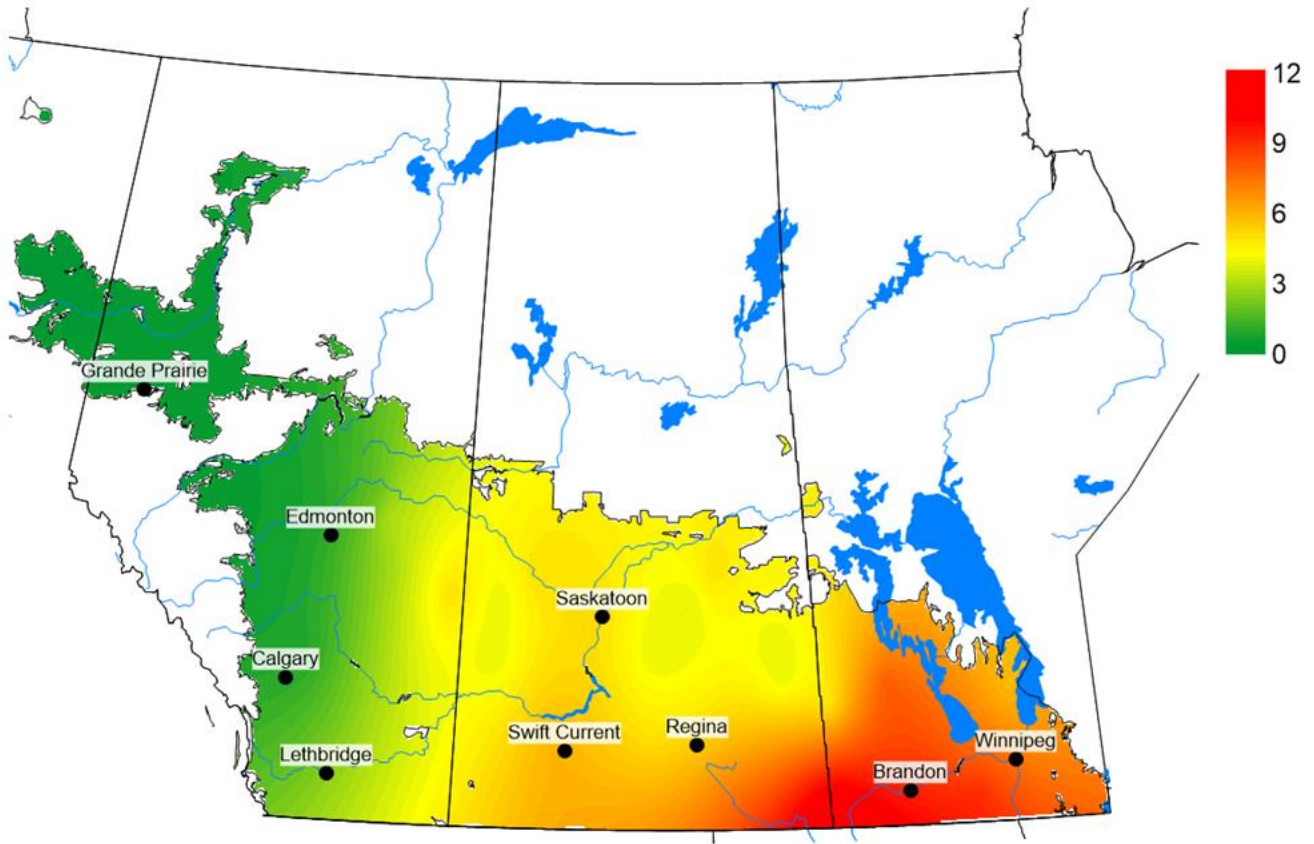 12
9
6
3
0
Grande Prairie
Edmonton
Saskatoon
Calgary
Swift Current
Regina
Lethbridge
Winnipeg
Brandon